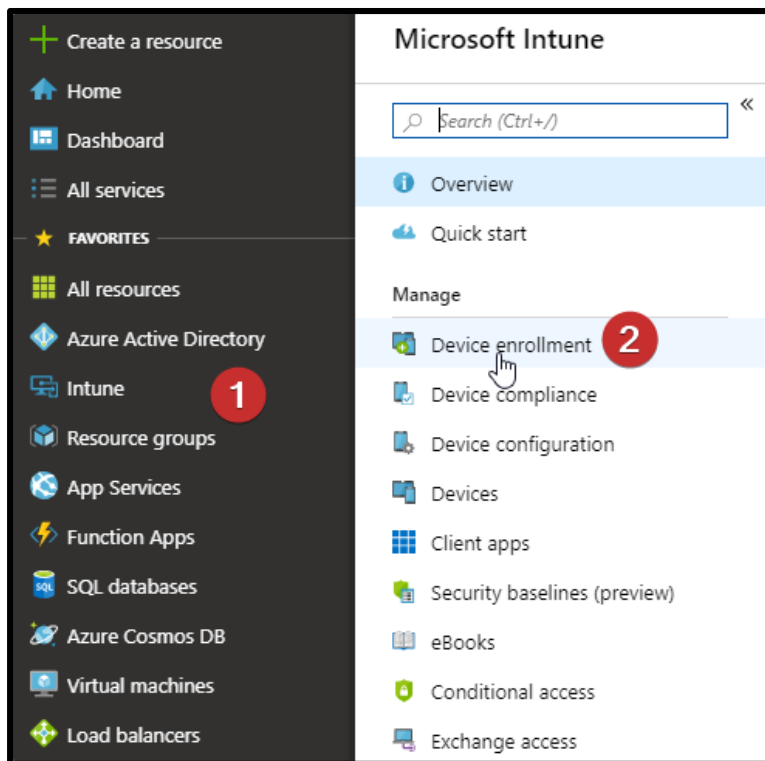 Create a resource
Home
Dashboard
All services
FAVORITES
All resources
Azure Active Directory
Intune
1
Resource groups
App Services
Function Apps
SQL
SQL databases
Azure Cosmos DB
Virtual machines
Load balancers
Microsoft Intune
Search (Ctrl+/)
«
Overview
Quick start
Manage
Device enrollment
2
Device compliance
Device configuration
Devices
Client apps
Security baselines (preview)
eBooks
Conditional access
Exchange access